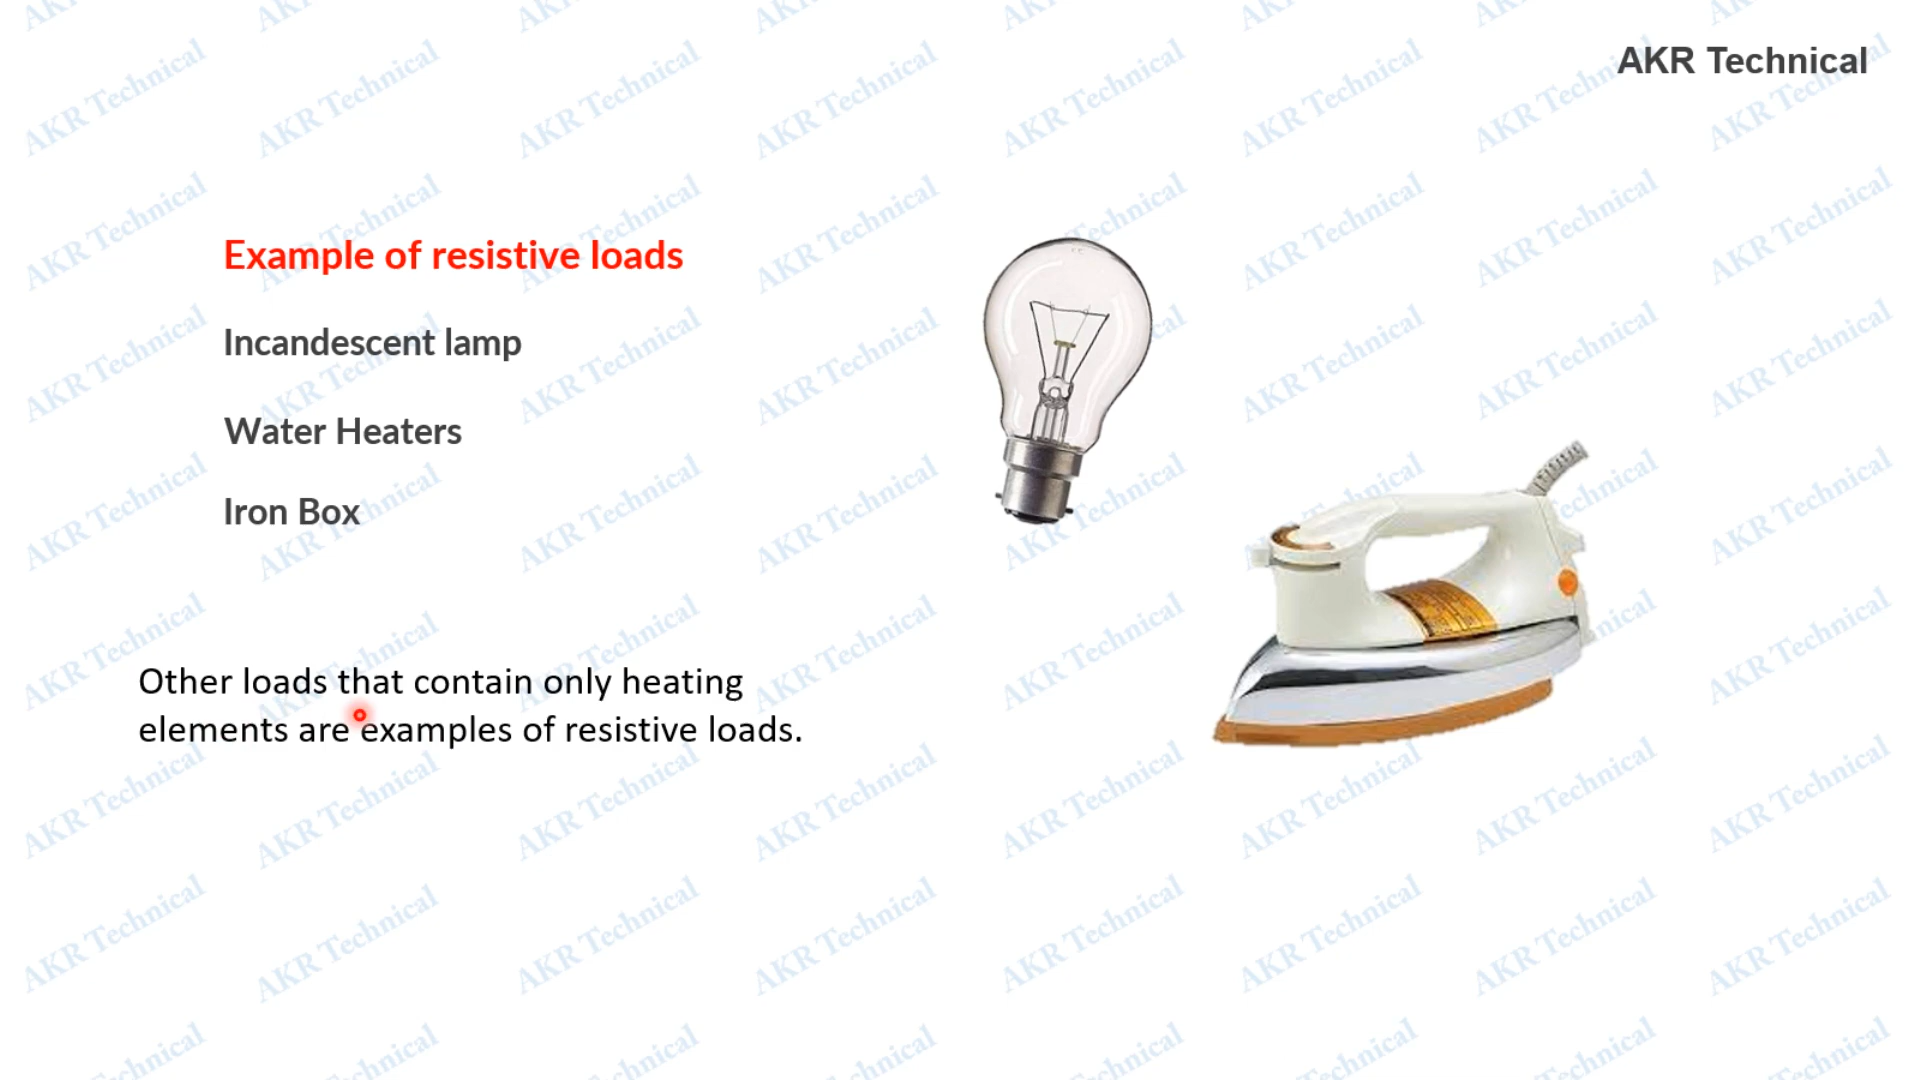 AKR Technical
Example of resistive loads
Incandescent lamp
Water Heaters
Iron Box
Other loads that contain only heating
elements are examples of resistive loads.